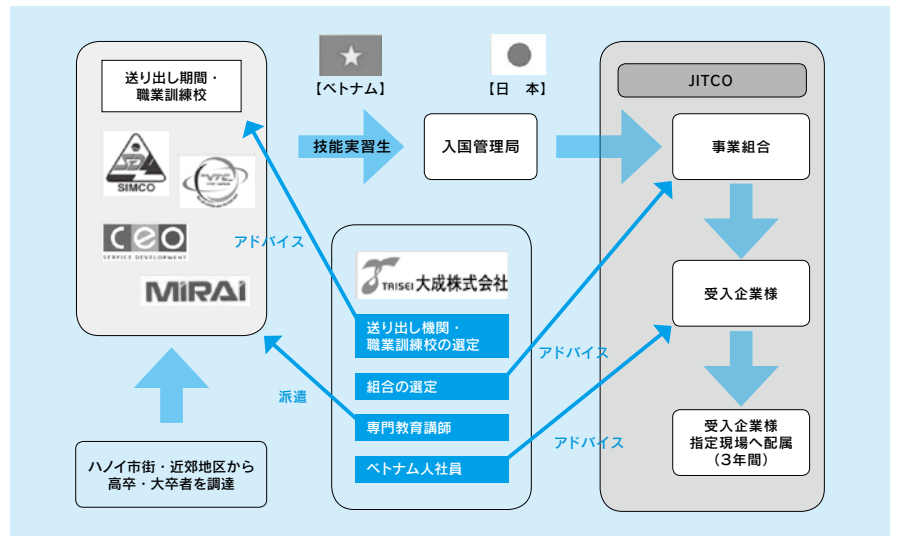 送り出し期間・
職業訓練校
SIMCO
VTC
CEO
SERVICE DEVELOPMENT
MIRAI
ハノイ市街・近郊地区から
高卒・大卒者を調達
【ベトナム】
【日　本】
技能実習生
入国管理局
アドバイス
派遣
TAISEI大成株式会社
送り出し機関・
職業訓練校の選定
組合の選定
専門教育講師
ベトナム人社員
アドバイス
アドバイス
JITCO
事業組合
受入企業様
受入企業様
指定現場へ配属
（3年間）